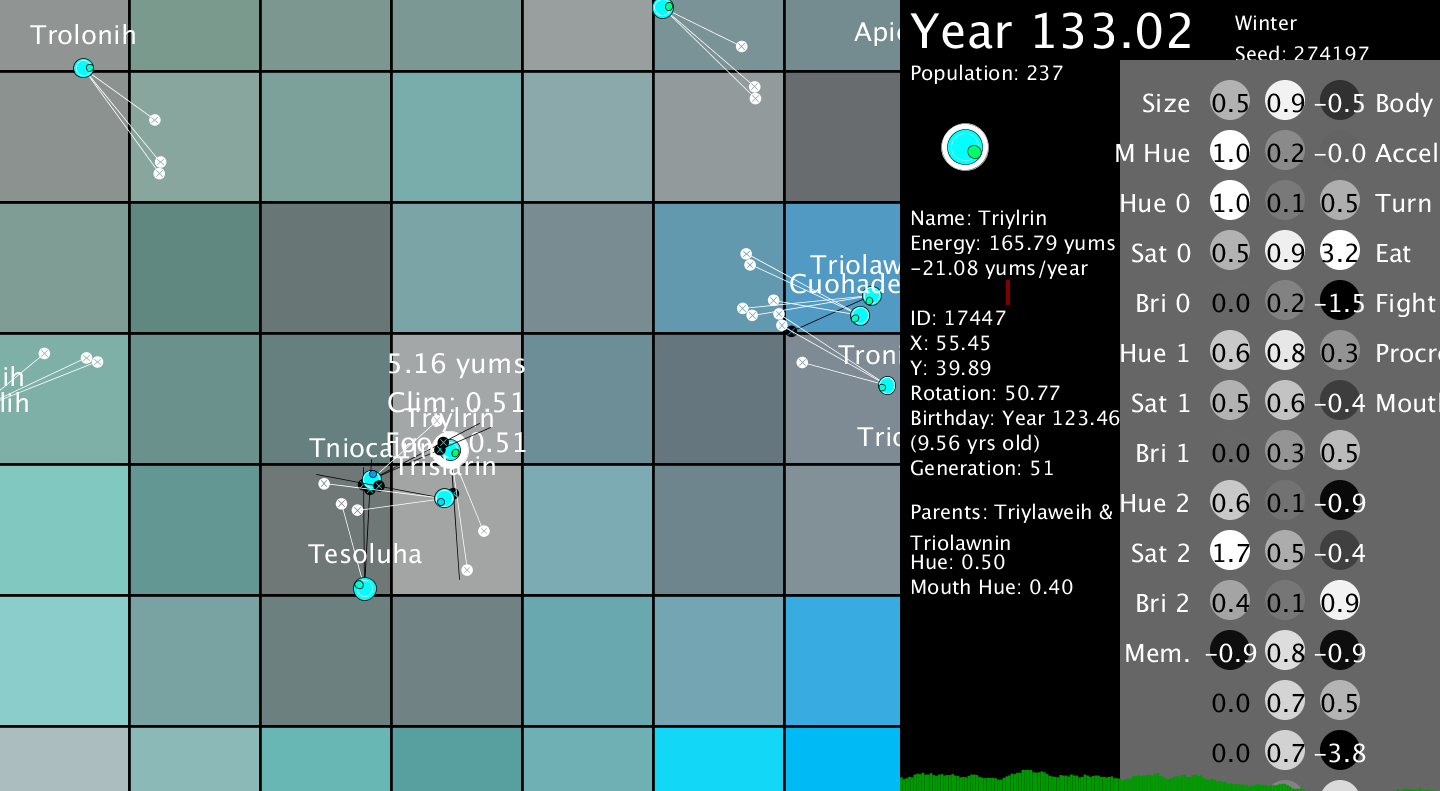 Trolonih
Apio
Triolaw
Cuohade
Troni
Trio
ih
lih
5.16 yums
Clim: 0.51
Triylrin
Food: 0.51
Tniocalrin
Trislarin
Tesoluha
Year 133.02
Winter
Seed: 274197
Population: 237
Name: Triylrin
Energy: 165.79 yums
-21.08 yums/year
ID: 17447
X: 55.45
Y: 39.89
Rotation: 50.77
Birthday: Year 123.46
(9.56 yrs old)
Generation: 51
Parents: Triylaweih &
Triolawnin
Hue: 0.50
Mouth Hue: 0.40
Size 0.5 0.9 -0.5 Body
M Hue 1.0 0.2 -0.0 Accel
Hue 0 1.0 0.1 0.5 Turn
Sat 0 0.5 0.9 3.2 Eat
Bri 0 0.0 0.2 -1.5 Fight
Hue 1 0.6 0.8 0.3 Procr
Sat 1 0.5 0.6 -0.4 Mouth
Bri 1 0.0 0.3 0.5
Hue 2 0.6 0.1 -0.9
Sat 2 1.7 0.5 -0.4
Bri 2 0.4 0.1 0.9
Mem. -0.9 0.8 -0.9
0.0 0.7 0.5
0.0 0.7 -3.8